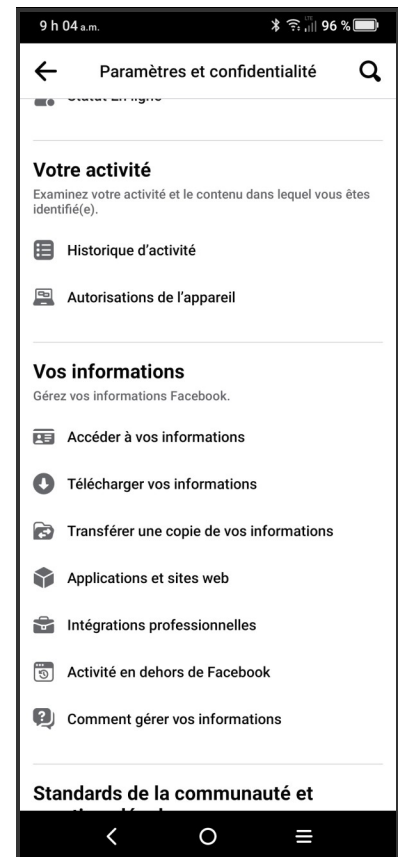 9 h 04 a.m.
LTE
96 %
Paramètres et confidentialité
Votre activité
Examinez votre activité et le contenu dans lequel vous êtes
identifié(e).
Historique d'activité
Autorisations de l'appareil
Vos informations
Gérez vos informations Facebook.
Accéder à vos informations
Télécharger vos informations
Transférer une copie de vos informations
Applications et sites web
Intégrations professionnelles
Activité en dehors de Facebook
Comment gérer vos informations
Standards de la communauté et